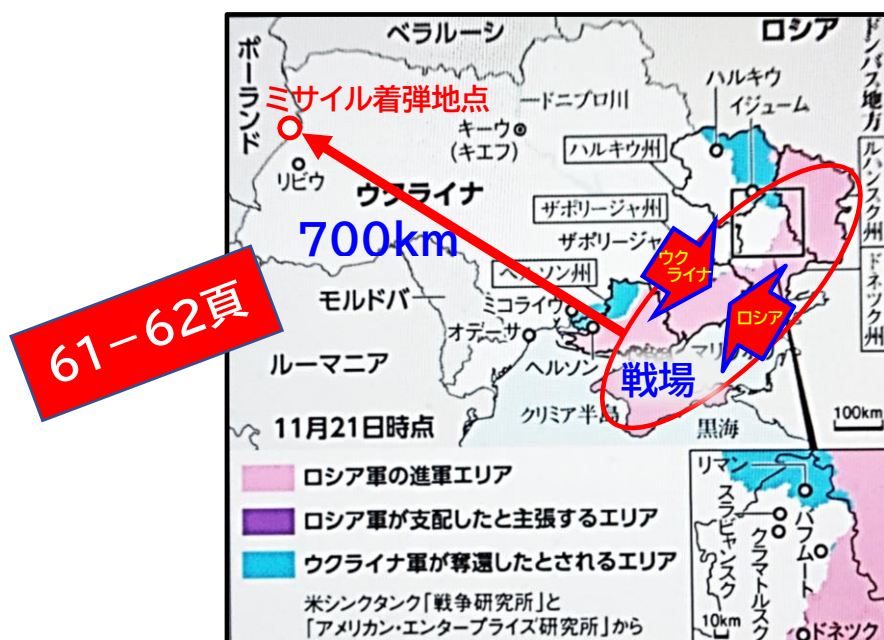 ベラルーシ
ロシア
ポーランド
ドンバス地方
ハルキウ
イジューム
ミサイル着弾地点
ドニプロ川
キーウ
(キエフ)
ハルキウ州
ルハンスク州
リビウ
ウクライナ
ザポリージャ州
700km
ザポリージャ
ウク
ライナ
ヘルソン州
ドネツク州
61-62頁
モルドバ
ミコライウ
ロシア
オデーサ
マリ
ルーマニア
ヘルソン
戦場
クリミア半島
100km
11月21日時点
黒海
ロシア軍の進軍エリア
ロシア軍が支配したと主張するエリア
ウクライナ軍が奪還したとされるエリア
米シンクタンク「戦争研究所」と
「アメリカン・エンタープライズ研究所」から
リマン
スラビャンスク
クラマトルスク
バフムート
10km
ドネツク